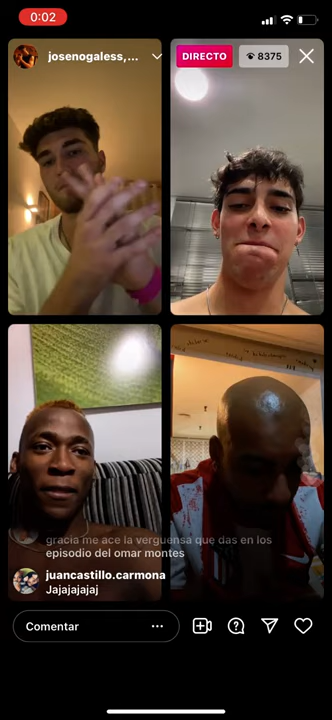 0:02
josenogaless,...
DIRECTO
8375
gracia me ace la verguensa que das en los
episodio del omar montes
juancastillo.carmona
Jajajajajaj
Comentar